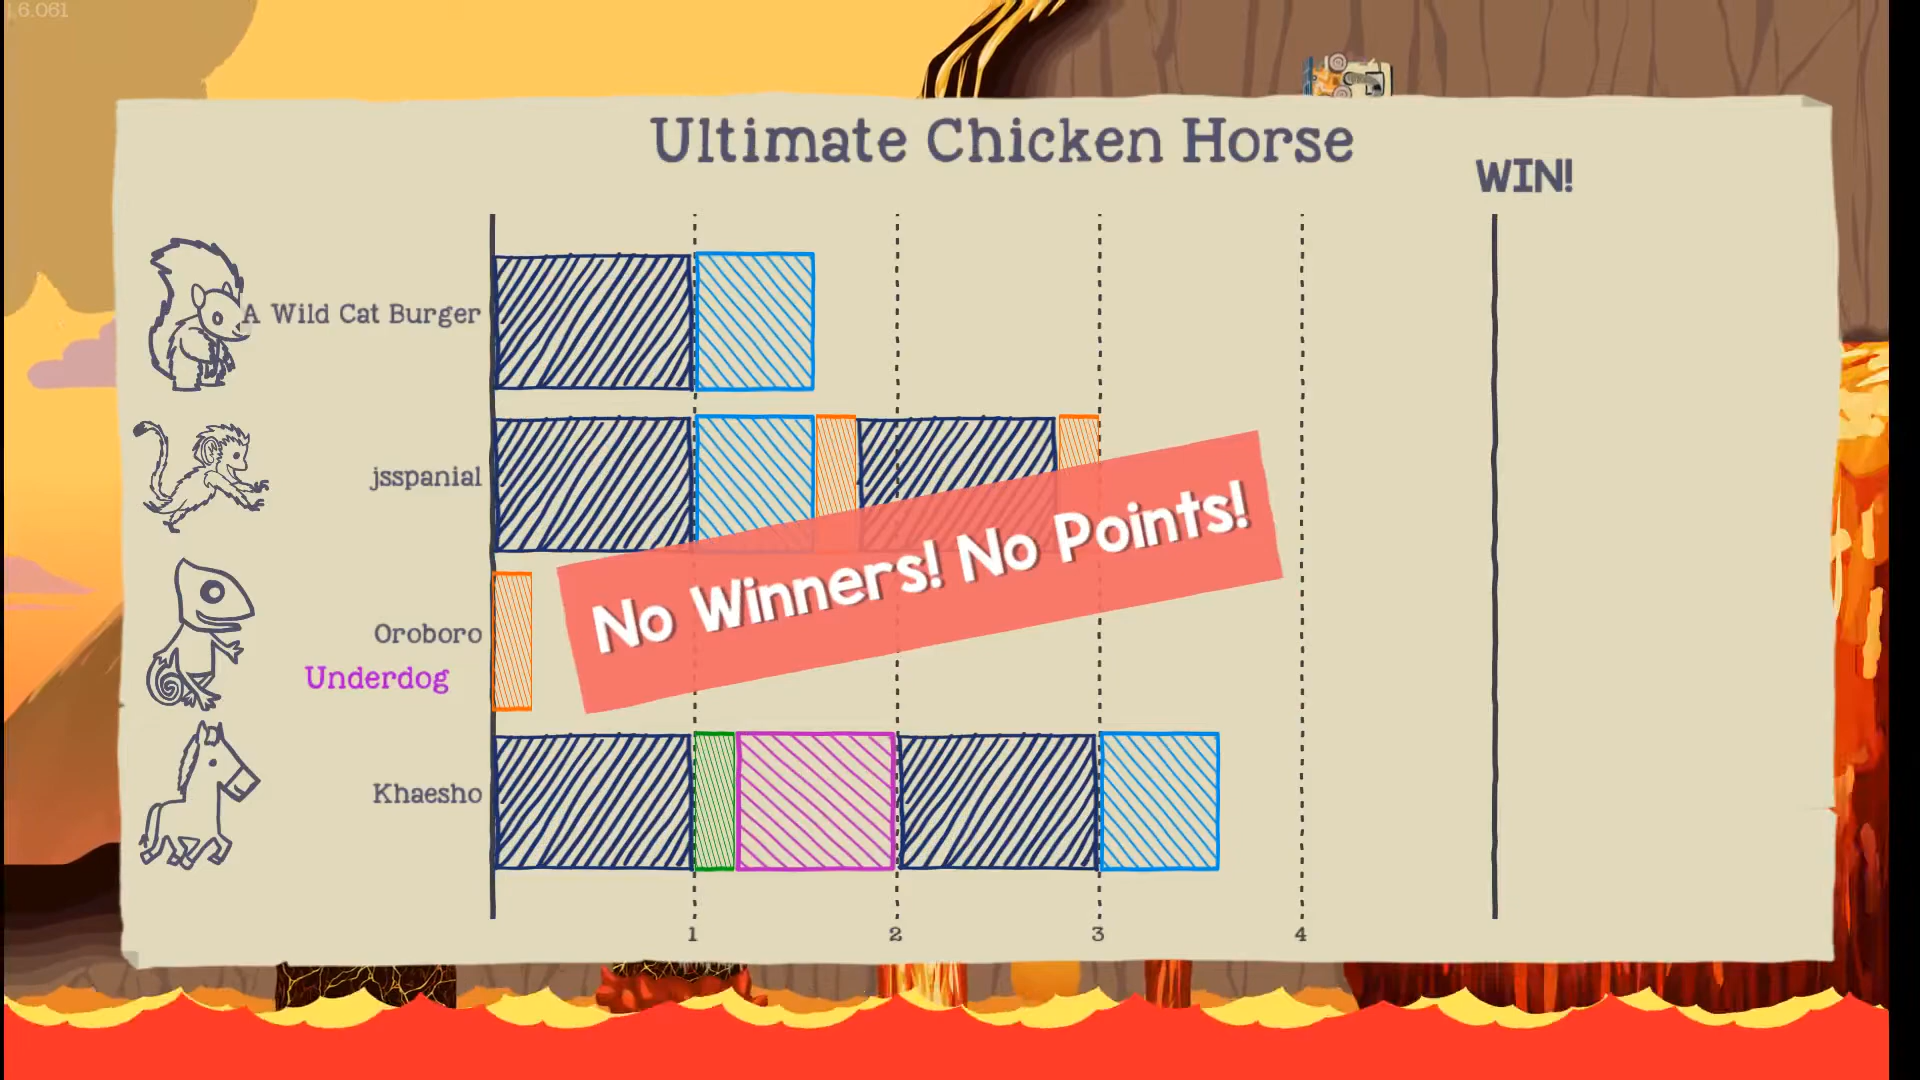 1.6.061
Ultimate Chicken Horse
WIN!
A Wild Cat Burger
jsspanial
No Winners! No Points!
Oroboro
Underdog
Khaesho
1 2 3 4